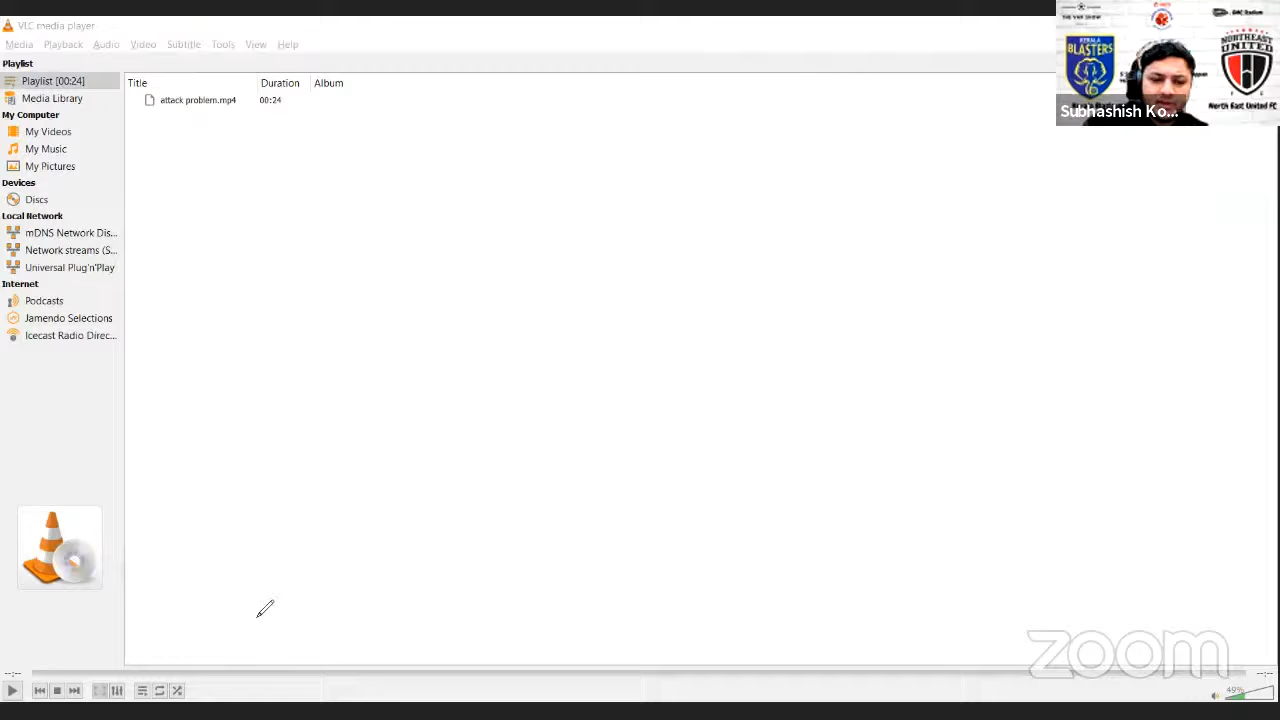 VLC media player
Media Playback Audio Video Subtitle Tools View Help
Playlist
Playlist [00:24]
Media Library
My Computer
My Videos
My Music
My Pictures
Devices
Discs
Local Network
mDNS Network Dis...
Network streams (S...
Universal Plug'n'Play
Internet
Podcasts
Jamendo Selections
Icecast Radio Direc...
Title Duration Album
attack problem.mp4 00:24
KERALA
BLASTERS
NORTHEAST
UNITED
F C
North East United FC
Subhashish Ko...
zoom
--:--
--:--
49%